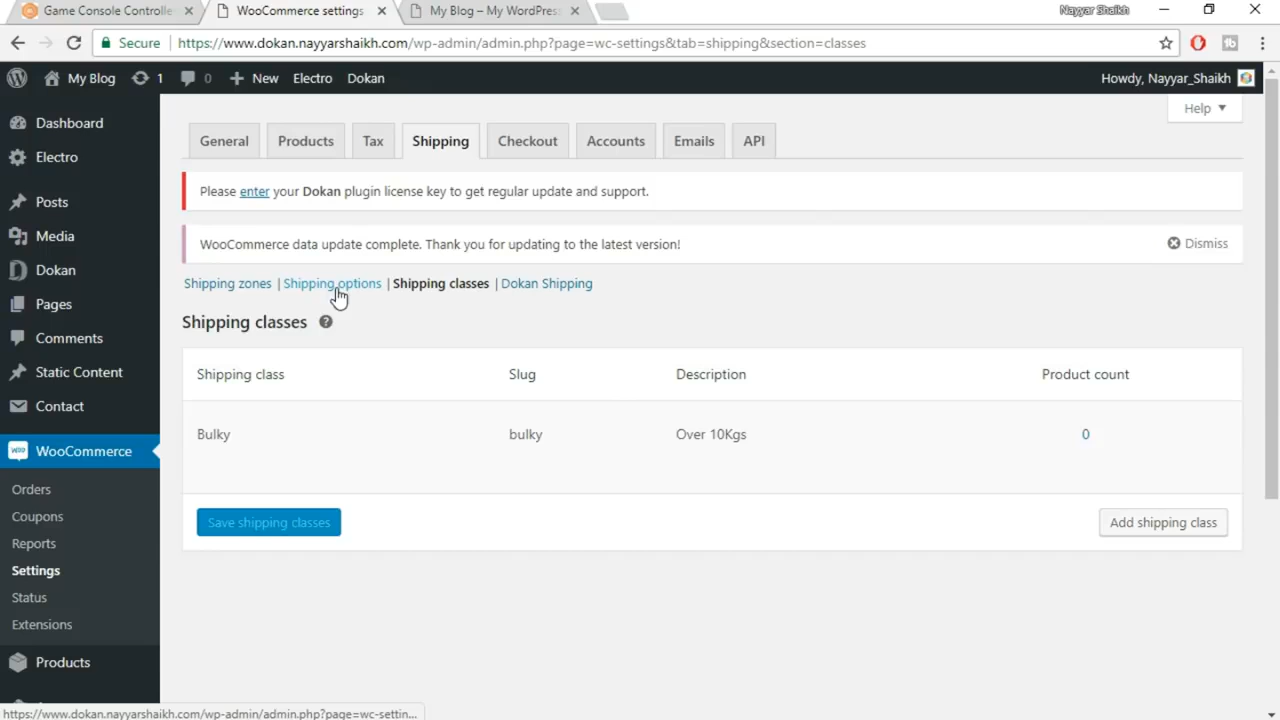 Game Console Controlle
WooCommerce settings
My Blog – My WordPress
Nayyar Shaikh
Secure
https://www.dokan.nayyarshaikh.com/wp-admin/admin.php?page=wc-settings&tab=shipping&section=classes
My Blog 1 0 New Electro Dokan
Howdy, Nayyar_Shaikh
Help
Dashboard
Electro
Posts
Media
Dokan
Pages
Comments
Static Content
Contact
WooCommerce
Orders
Coupons
Reports
Settings
Status
Extensions
Products
General Products Tax Shipping Checkout Accounts Emails API
Please enter your Dokan plugin license key to get regular update and support.
WooCommerce data update complete. Thank you for updating to the latest version!
Dismiss
Shipping zones | Shipping options | Shipping classes | Dokan Shipping
Shipping classes ?
Shipping class Slug Description Product count
Bulky bulky Over 10Kgs 0
Save shipping classes
Add shipping class
https://www.dokan.nayyarshaikh.com/wp-admin/admin.php?page=wc-settin...